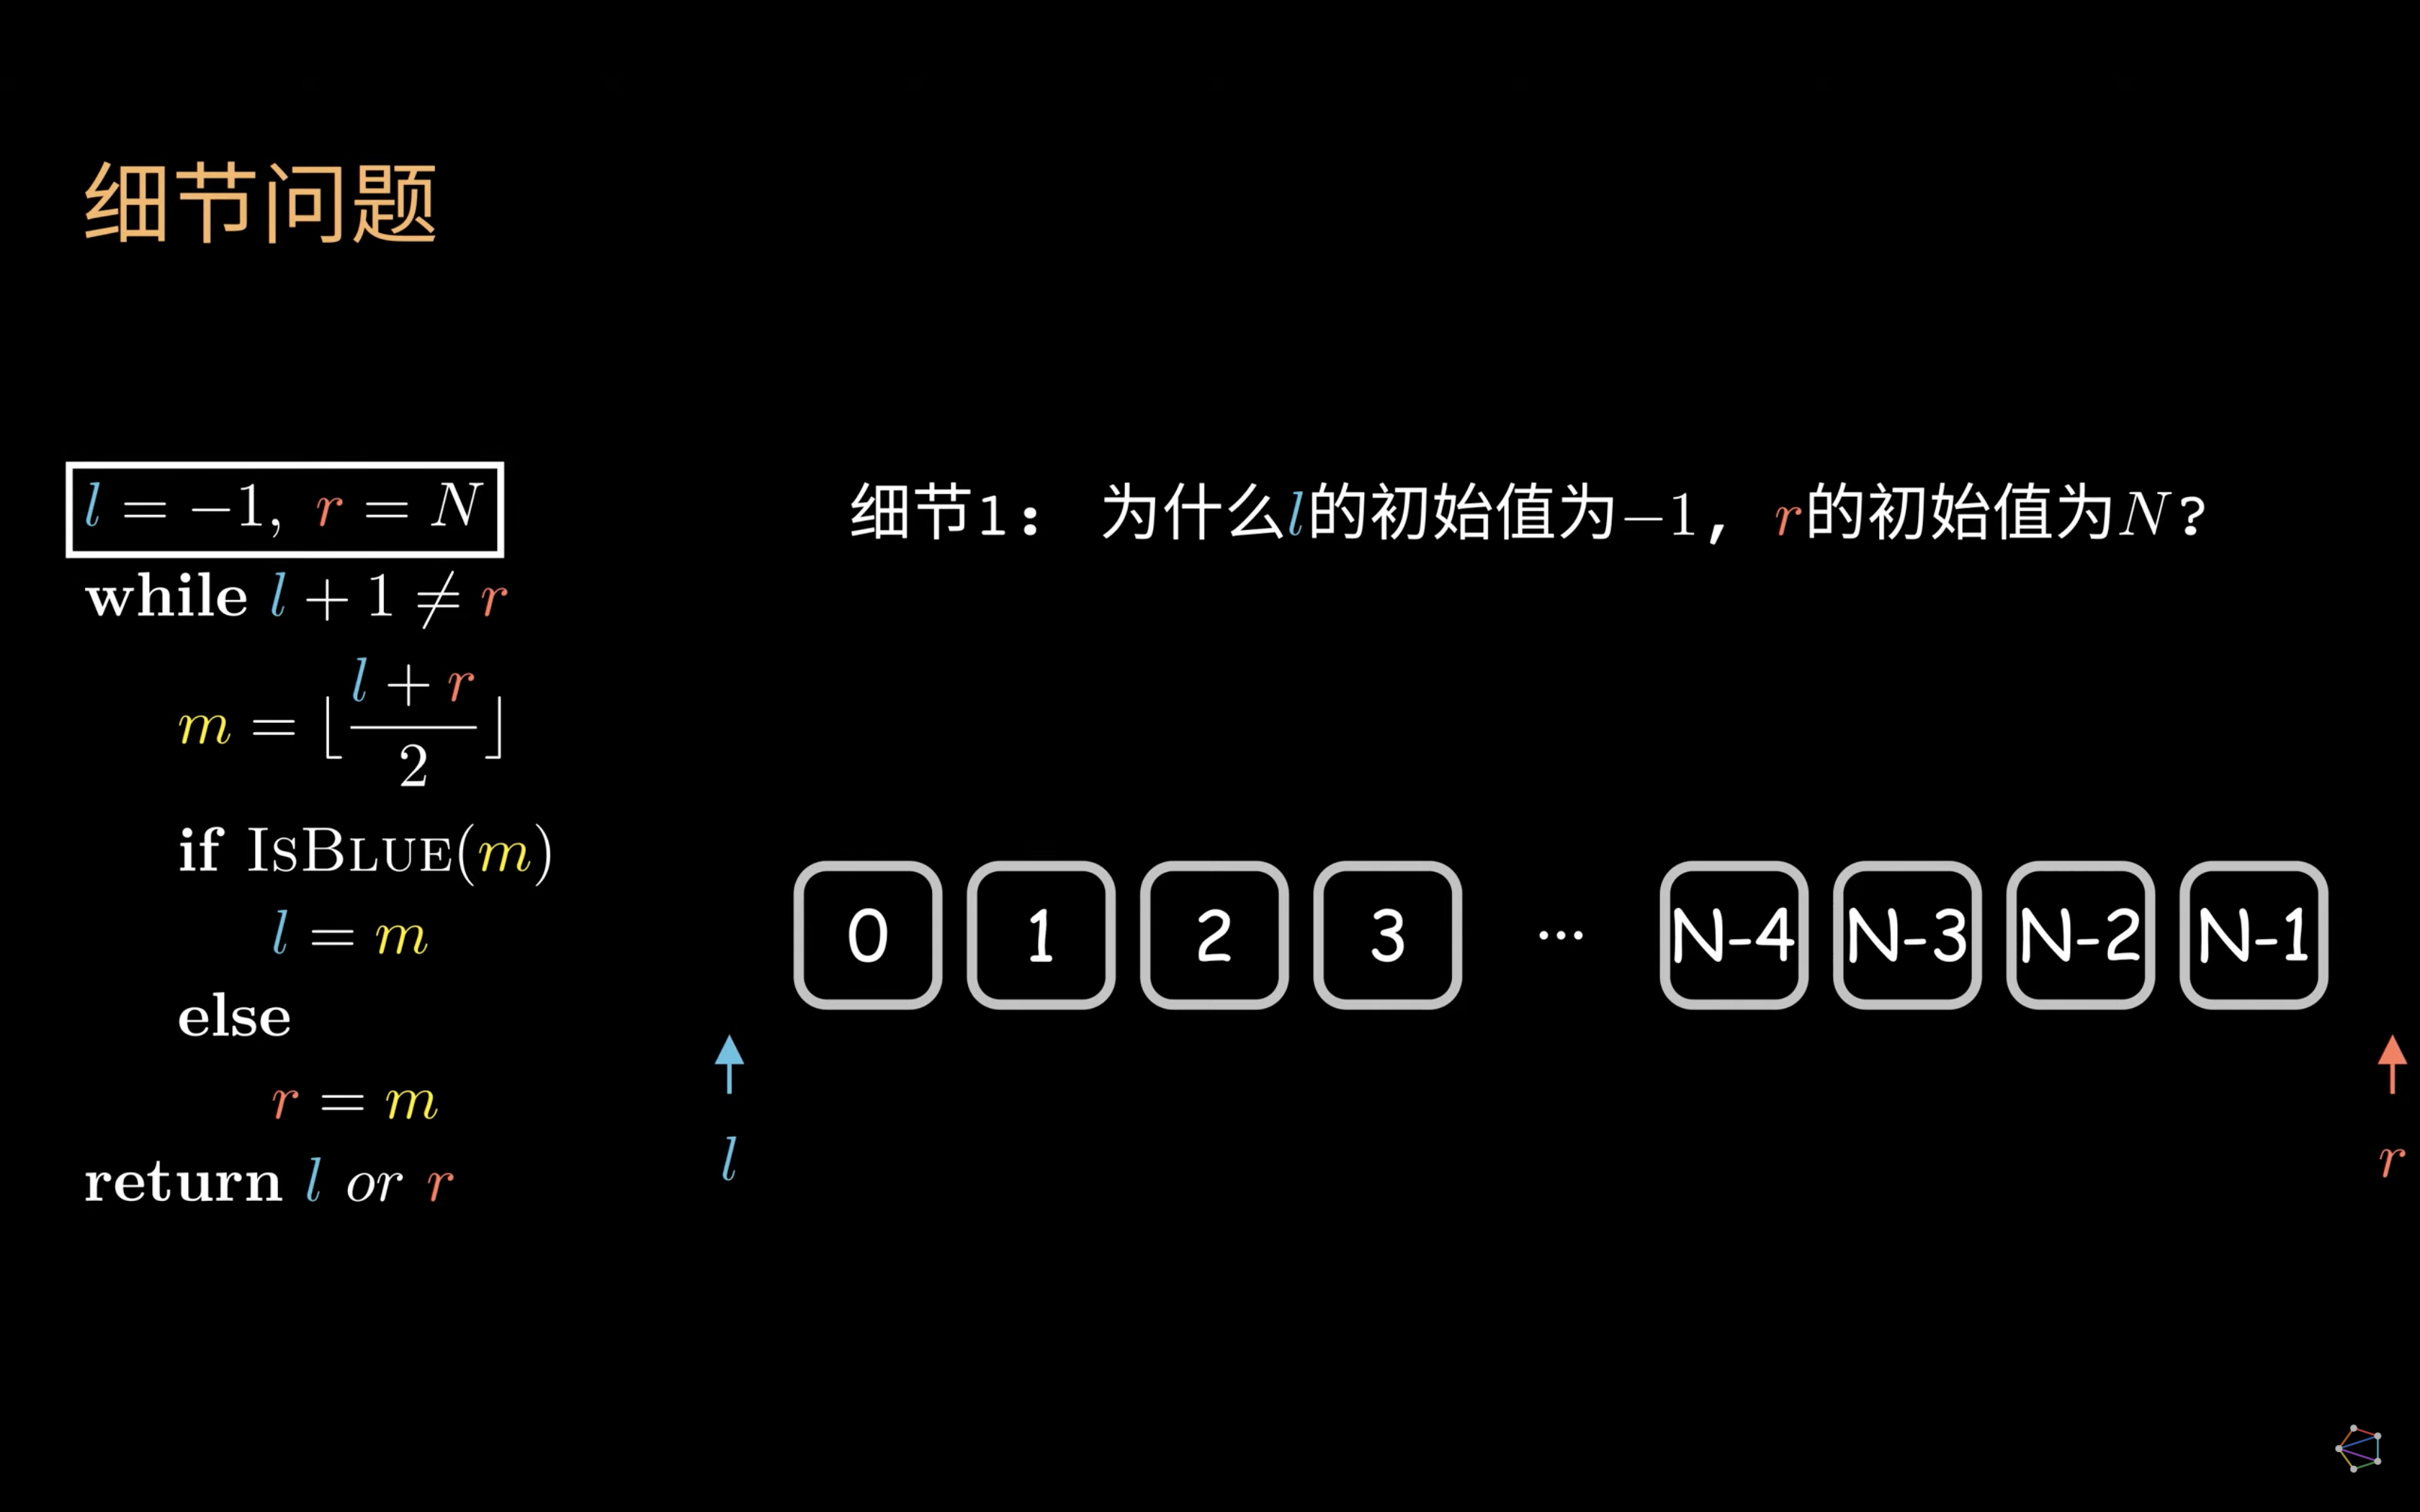 细节问题
l = −1, r = N
while l + 1 ≠ r
m = ⌊(l + r)/2⌋
if IsBlue(m)
l = m
else
r = m
return l or r
细节1： 为什么l的初始值为−1， r的初始值为N?
0 1 2 3 ... N-4 N-3 N-2 N-1
l r